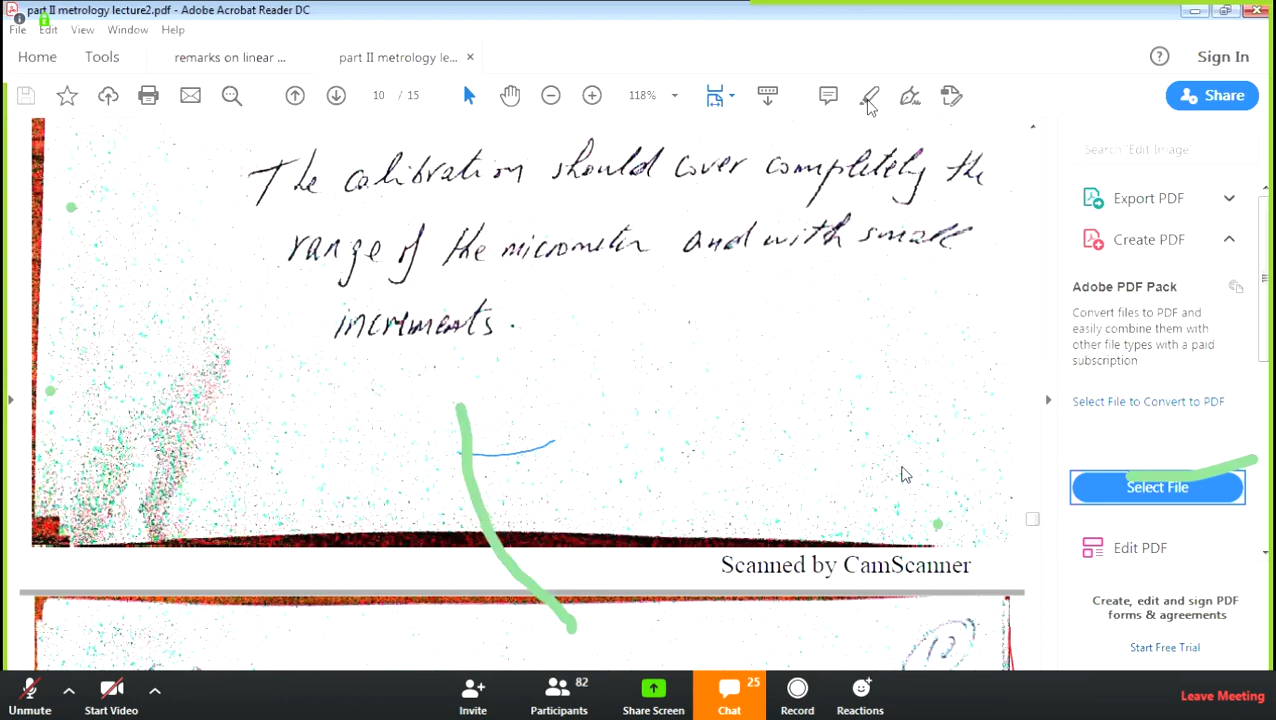 part II metrology lecture2.pdf - Adobe Acrobat Reader DC
File Edit View Window Help
Home Tools remarks on linear ... part II metrology le... × Sign In
10 / 15 118% Share
The calibration should cover completely the
range of the micrometer and with small
increments.
Scanned by CamScanner
Search 'Edit Image
Export PDF
Create PDF
Adobe PDF Pack
Convert files to PDF and
easily combine them with
other file types with a paid
subscription
Select File to Convert to PDF
Select File
Edit PDF
Create, edit and sign PDF
forms & agreements
Start Free Trial
Unmute Start Video Invite Participants 82 Share Screen Chat 25 Record Reactions Leave Meeting